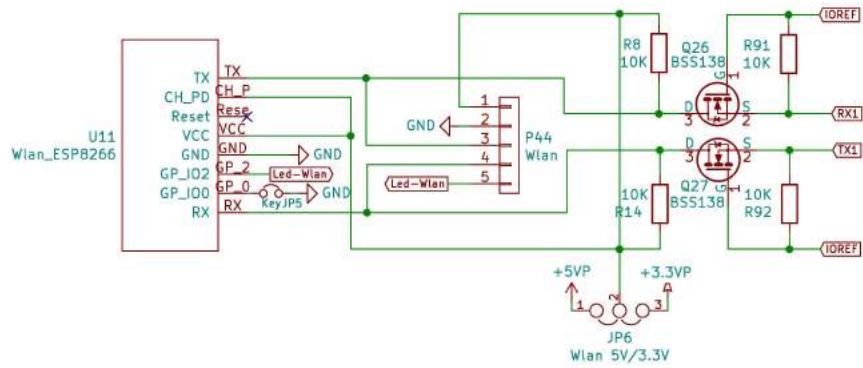 IOREF
R8
10K
Q26
BSS138
R91
10K
G
1
TX
TX
CH_PD
CH_P
Reset
Rese
VCC
VCC
GND
GND
GND
GP_IO2
GP_2
Led-Wlan
GP_IO0
GP_0
KeyJP5
GND
RX
RX
U11
Wlan_ESP8266
1
GND
2
3
4
Led-Wlan
5
P44
Wlan
D
3
S
2
RX1
D
3
S
2
TX1
G
1
10K
R14
Q27
BSS138
10K
R92
IOREF
+5VP
+3.3VP
1
2
3
JP6
Wlan 5V/3.3V